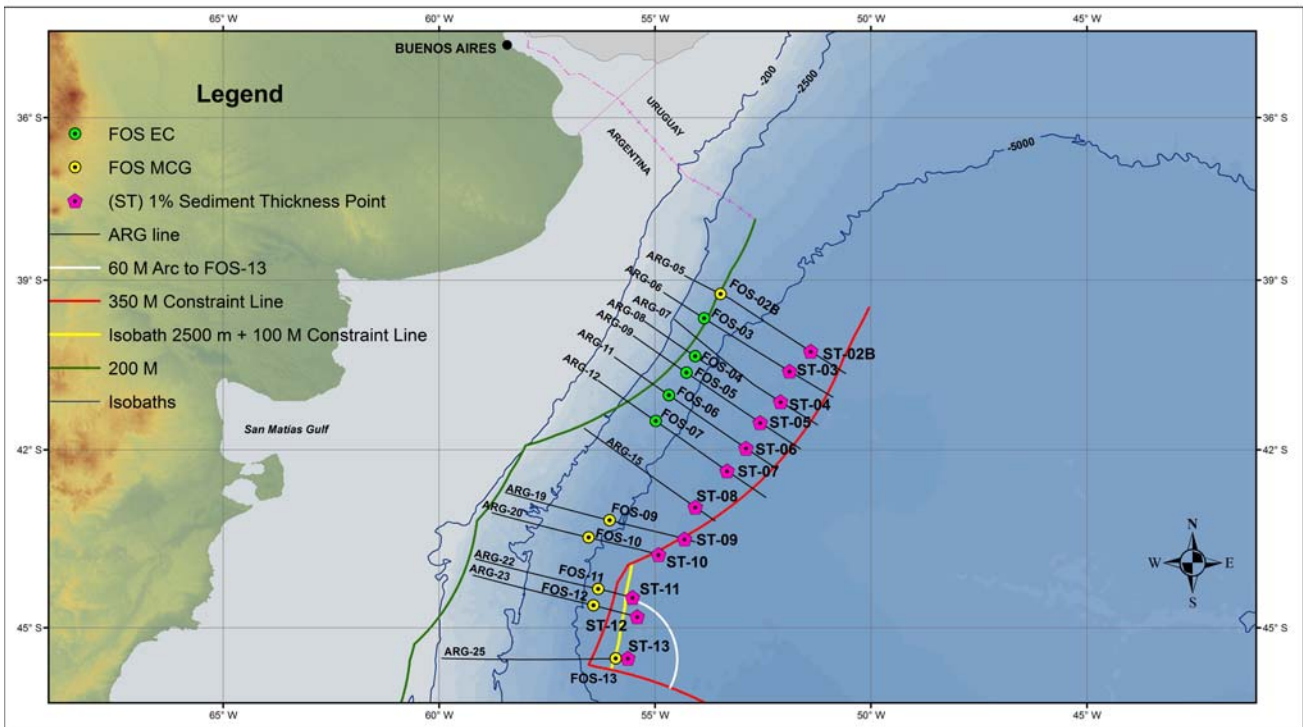 65° W
60° W
55° W
50° W
45° W
BUENOS AIRES
-200
-2500
Legend
FOS EC
FOS MCG
(ST) 1% Sediment Thickness Point
ARG line
60 M Arc to FOS-13
350 M Constraint Line
Isobath 2500 m + 100 M Constraint Line
200 M
Isobaths
36° S
36° S
URUGUAY
ARGENTINA
-5000
39° S
39° S
ARG-05
ARG-06
ARG-07
ARG-08
ARG-09
ARG-11
ARG-12
FOS-02B
FOS-03
FOS-04
FOS-05
FOS-06
FOS-07
ST-02B
ST-03
ST-04
ST-05
ST-06
ST-07
San Matías Gulf
42° S
42° S
ARG-15
ST-08
ARG-19
FOS-09
ST-09
ARG-20
FOS-10
ST-10
ARG-22
FOS-11
ST-11
ARG-23
FOS-12
ST-12
45° S
45° S
ARG-25
FOS-13
ST-13
N
W
E
S
65° W
60° W
55° W
50° W
45° W